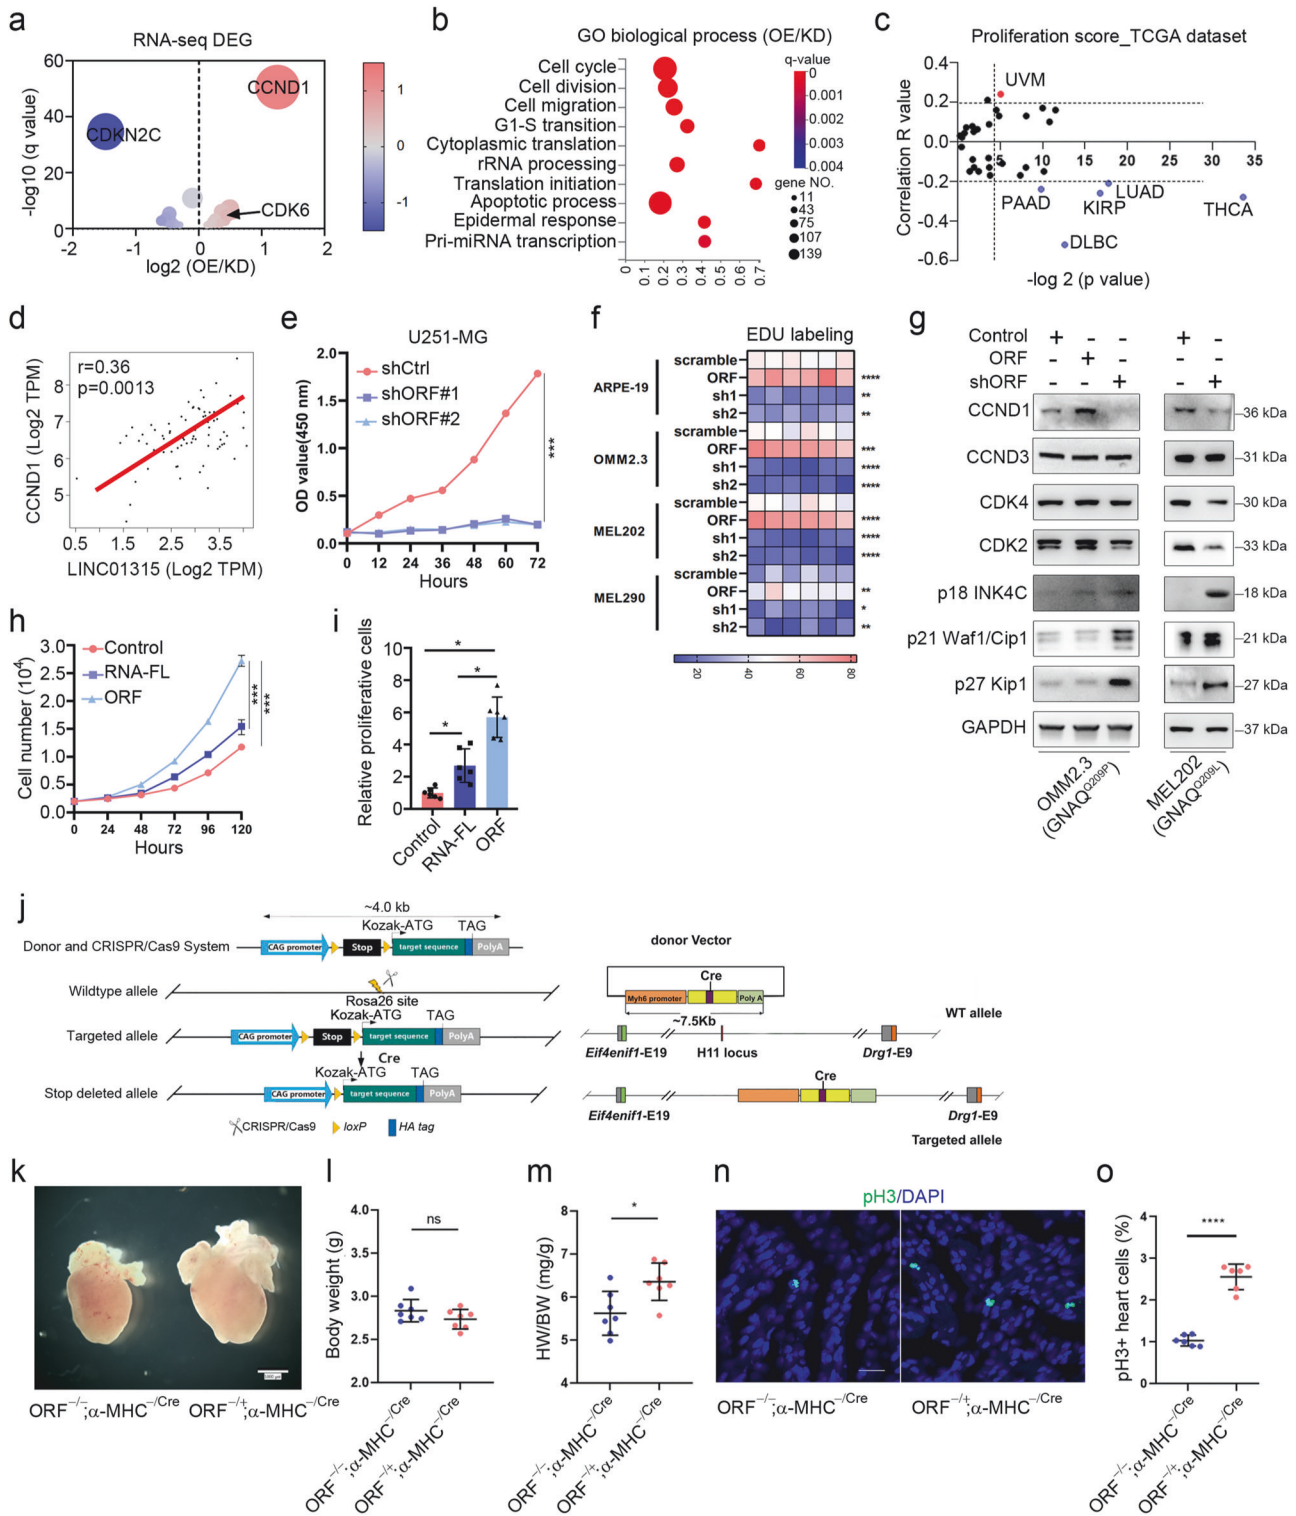 a
RNA-seq DEG
-log10 (q value)
60
40
20
0
CCND1
CDKN2C
CDK6
-2
-1
0
1
2
log2 (OE/KD)
1
0
-1
b
GO biological process (OE/KD)
Cell cycle
Cell division
Cell migration
G1-S transition
Cytoplasmic translation
rRNA processing
Translation initiation
Apoptotic process
Epidermal response
Pri-miRNA transcription
0
0.1
0.2
0.3
0.4
0.5
0.6
0.7
q-value
0
0.001
0.002
0.003
0.004
gene NO.
11
43
75
107
139
c
Proliferation score_TCGA dataset
Correlation R value
0.4
0.2
0.0
-0.2
-0.4
-0.6
5
10
15
20
25
30
35
UVM
PAAD
KIRP
LUAD
THCA
DLBC
-log 2 (p value)
d
r=0.36
p=0.0013
CCND1 (Log2 TPM)
8
7
6
5
0.5
1.5
2.5
3.5
LINC01315 (Log2 TPM)
e
U251-MG
shCtrl
shORF#1
shORF#2
OD value(450 nm)
2.0
1.5
1.0
0.5
0.0
0
12
24
36
48
60
72
Hours
***
f
EDU labeling
ARPE-19
scramble
ORF ****
sh1 **
sh2 **
OMM2.3
scramble
ORF ***
sh1 ****
sh2 ****
MEL202
scramble
ORF ****
sh1 ****
sh2 ****
MEL290
scramble
ORF **
sh1 *
sh2 **
20
40
60
80
g
Control + - - + -
ORF - + - - -
shORF - - + - +
CCND1 36 kDa
CCND3 31 kDa
CDK4 30 kDa
CDK2 33 kDa
p18 INK4C 18 kDa
p21 Waf1/Cip1 21 kDa
p27 Kip1 27 kDa
GAPDH 37 kDa
OMM2.3
(GNAQQ209P)
MEL202
(GNAQQ209L)
h
Control
RNA-FL
ORF
Cell number (10⁴)
3.0
2.5
2.0
1.5
1.0
0.5
0.0
0
24
48
72
96
120
Hours
***
***
i
Relative proliferative cells
10
8
6
4
2
0
*
*
*
Control
RNA-FL
ORF
j
~4.0 kb
Kozak-ATG
TAG
Donor and CRISPR/Cas9 System
CAG promoter
Stop
target sequence
PolyA
Wildtype allele
Rosa26 site
Kozak-ATG
TAG
Targeted allele
CAG promoter
Stop
target sequence
PolyA
Cre
Kozak-ATG
TAG
Stop deleted allele
CAG promoter
target sequence
PolyA
CRISPR/Cas9
loxP
HA tag
donor Vector
Cre
Myh6 promoter
Poly A
~7.5Kb
WT allele
Eif4enif1-E19
H11 locus
Drg1-E9
Cre
Eif4enif1-E19
Drg1-E9
Targeted allele
k
1000 μm
ORF−/−;α-MHC−/Cre
ORF−/+;α-MHC−/Cre
l
Body weight (g)
4.0
3.5
3.0
2.5
2.0
ns
ORF−/−;α-MHC−/Cre
ORF−/+;α-MHC−/Cre
m
HW/BW (mg/g)
8
7
6
5
4
*
ORF−/−;α-MHC−/Cre
ORF−/+;α-MHC−/Cre
n
pH3/DAPI
ORF−/−;α-MHC−/Cre
ORF−/+;α-MHC−/Cre
o
pH3+ heart cells (%)
4
3
2
1
0
****
ORF−/−;α-MHC−/Cre
ORF−/+;α-MHC−/Cre